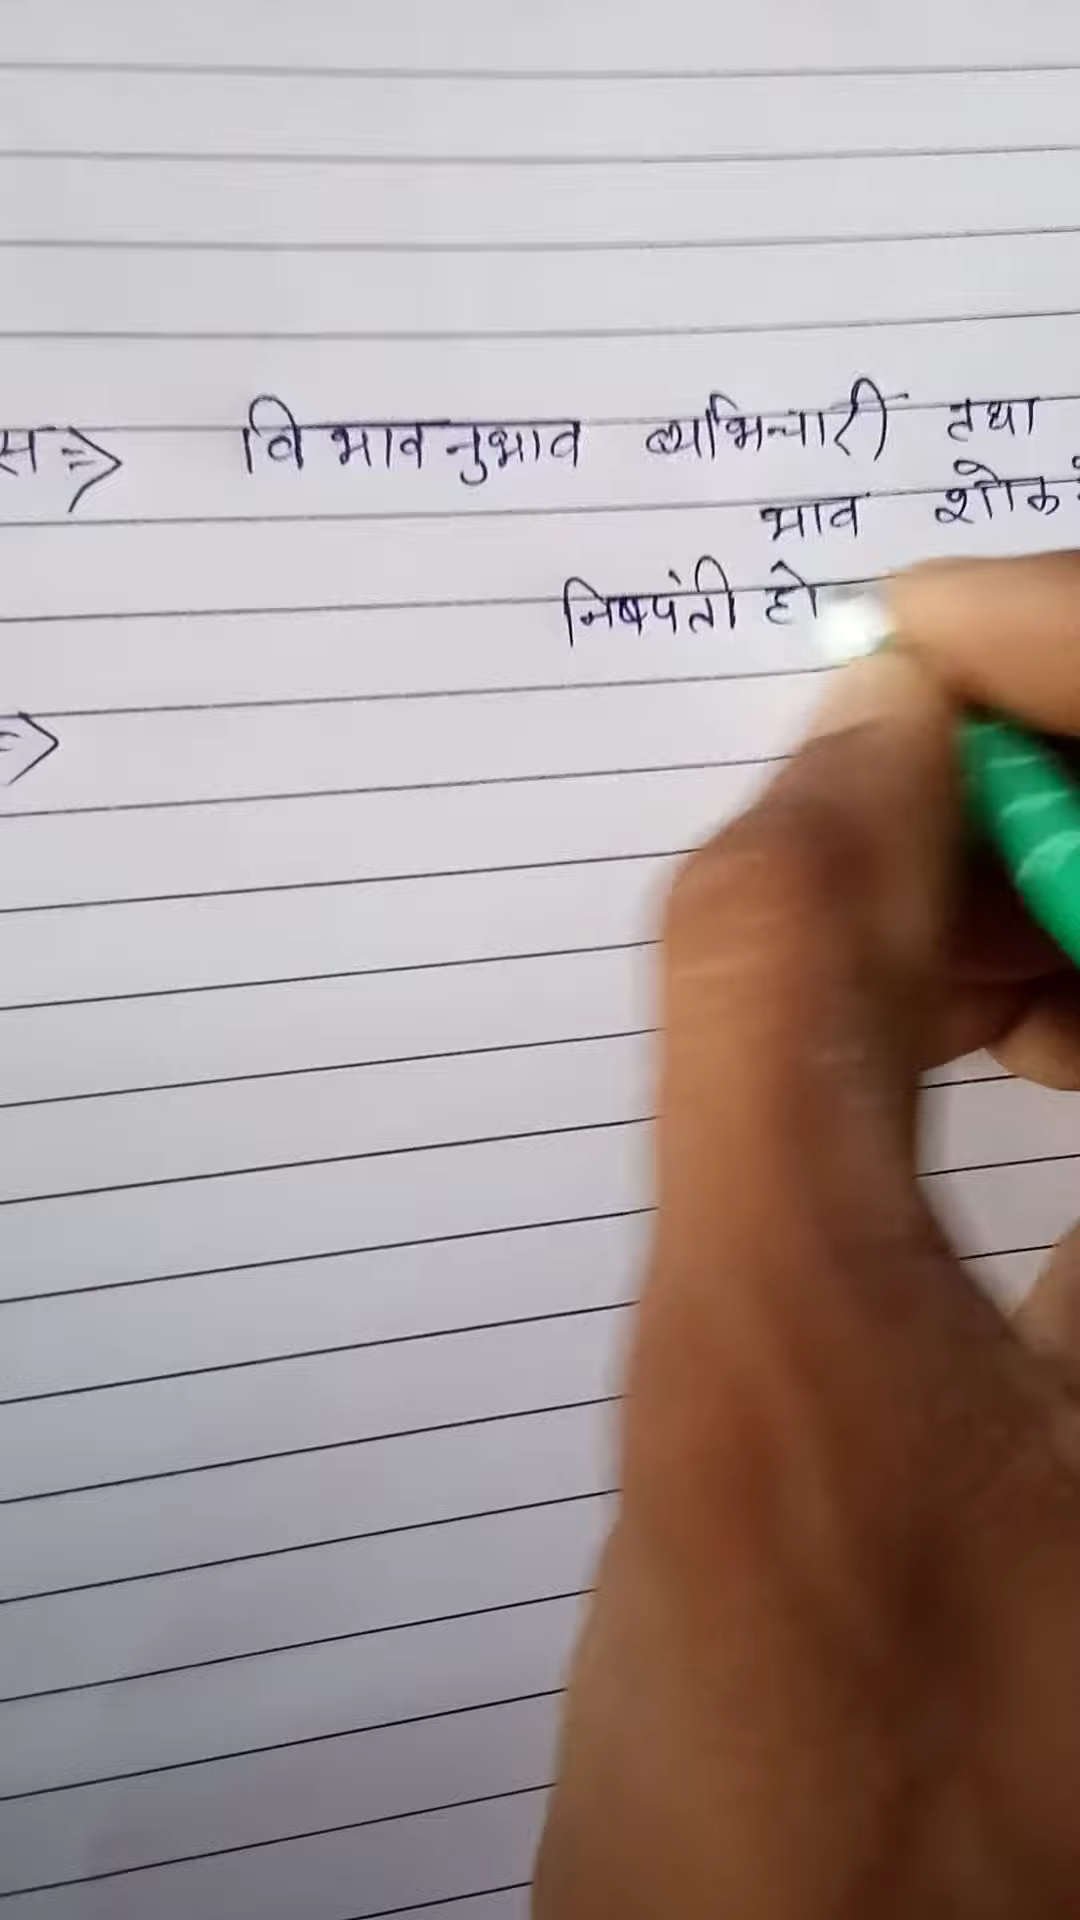 स => विभावनुभाव व्यभिचारी तथा
भाव शोक
निषपंती हो
=>